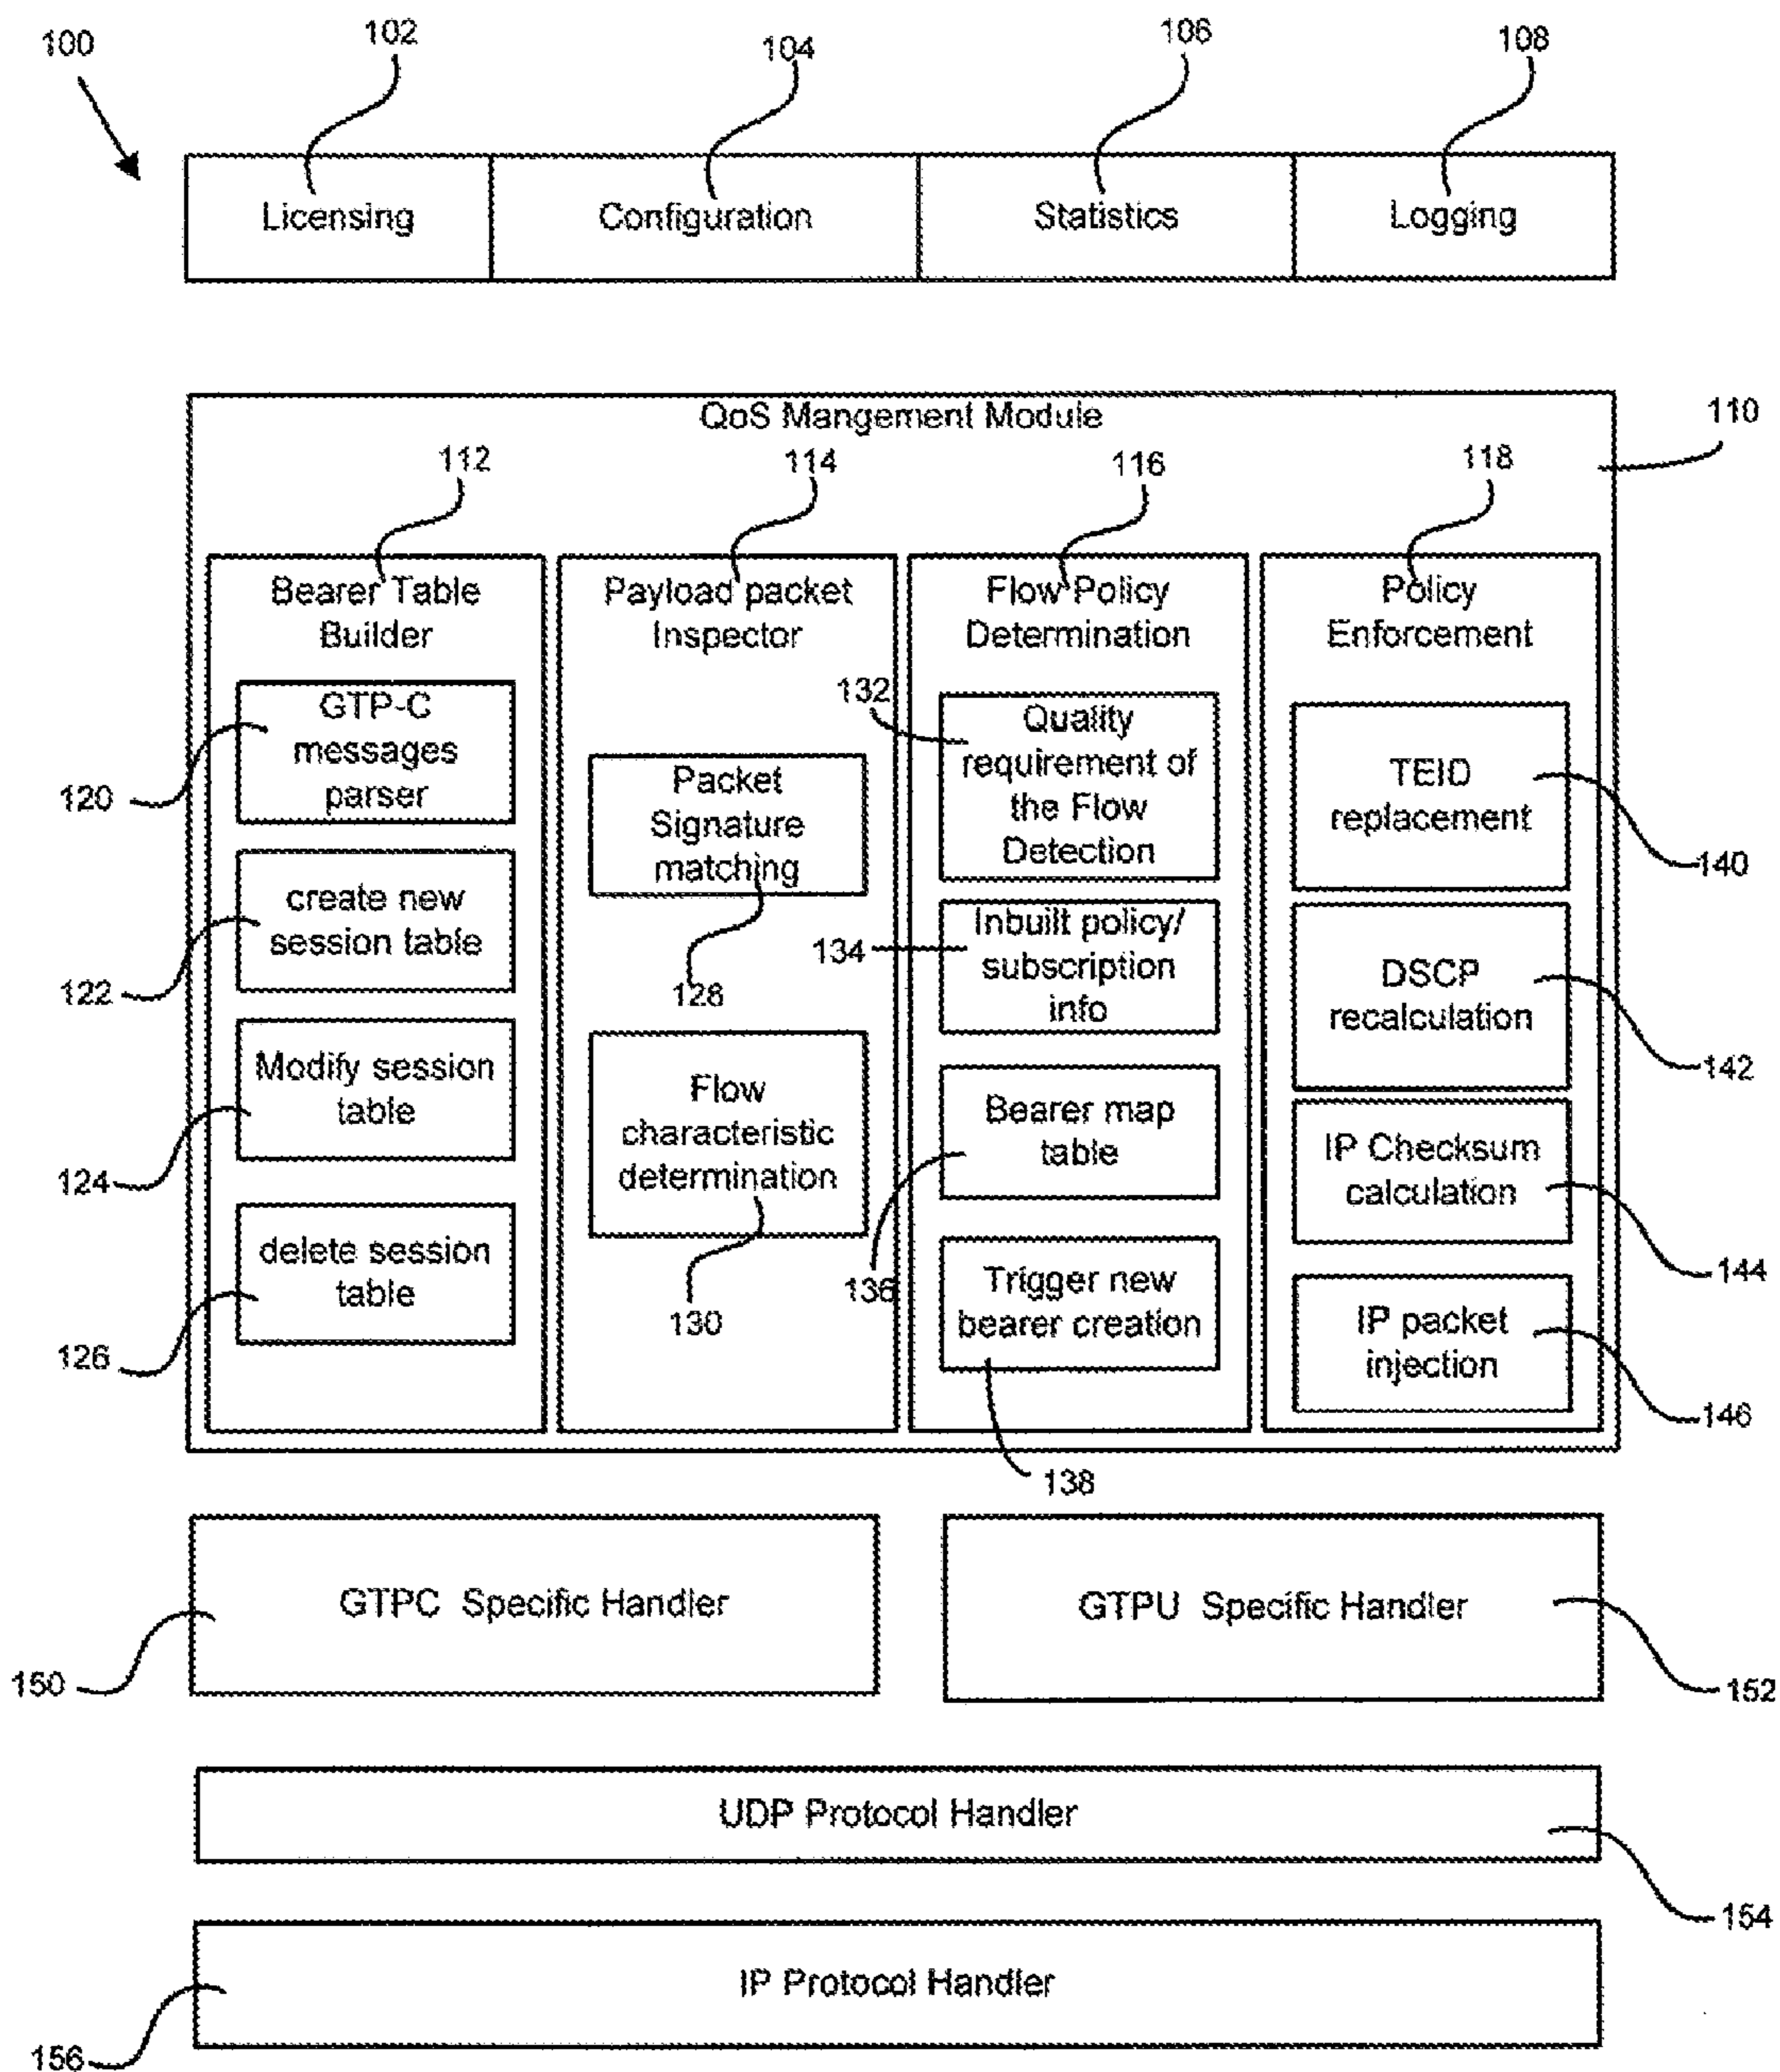 100
102
104
106
108
Licensing
Configuration
Statistics
Logging
QoS Mangement Module
110
112
114
116
118
Bearer Table
Builder
GTP-C
messages
parser
120
create new
session table
122
Modify session
table
124
delete session
table
126
Payload packet
Inspector
Packet
Signature
matching
128
Flow
characteristic
determination
130
Flow Policy
Determination
132
Quality
requirement of
the Flow
Detection
134
Inbuilt policy/
subscription
info
Bearer map
table
136
Trigger new
bearer creation
138
Policy
Enforcement
TEID
replacement
140
DSCP
recalculation
142
IP Checksum
calculation
144
IP packet
injection
146
GTPC Specific Handler
150
GTPU Specific Handler
152
UDP Protocol Handler
154
IP Protocol Handler
156